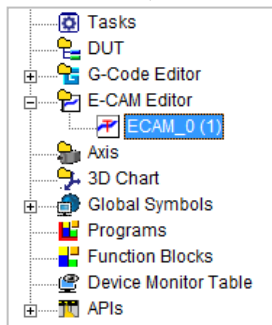 Tasks
DUT
G-Code Editor
E-CAM Editor
ECAM_0 (1)
Axis
3D Chart
Global Symbols
Programs
Function Blocks
Device Monitor Table
APIs